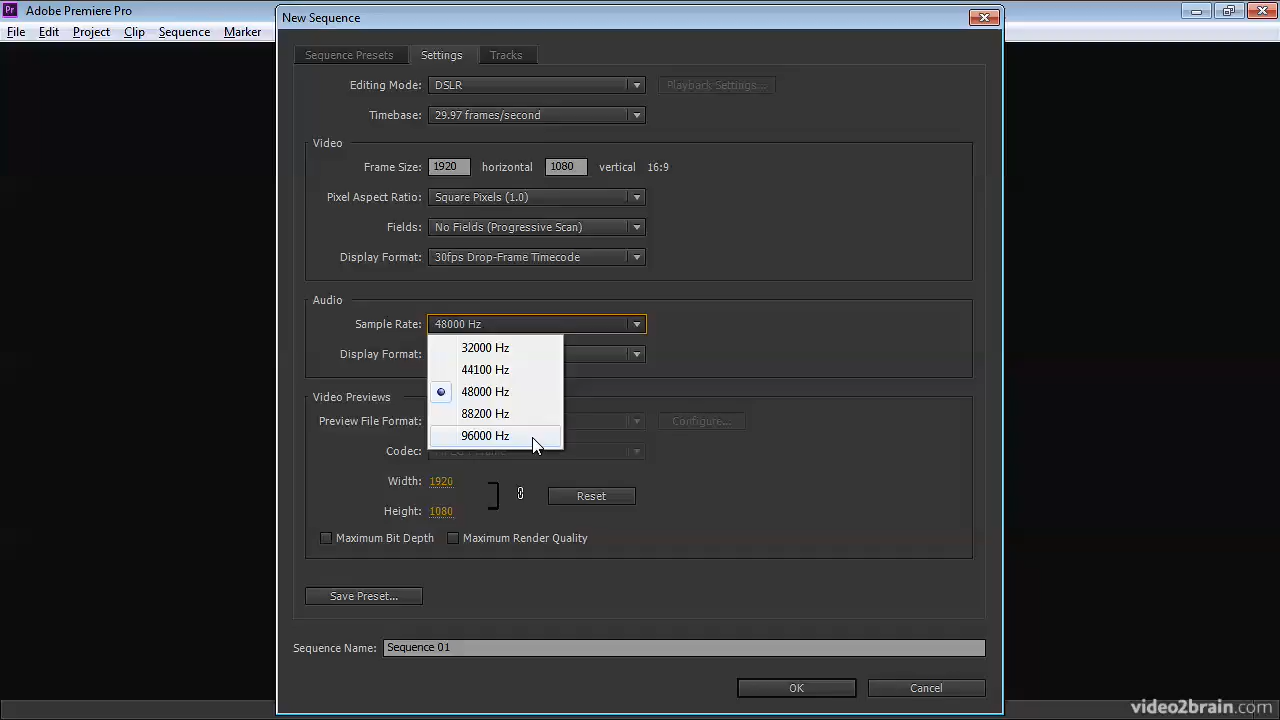 Pr Adobe Premiere Pro
File Edit Project Clip Sequence Marker
New Sequence
Sequence Presets Settings Tracks
Editing Mode: DSLR Playback Settings...
Timebase: 29.97 frames/second
Video
Frame Size: 1920 horizontal 1080 vertical 16:9
Pixel Aspect Ratio: Square Pixels (1.0)
Fields: No Fields (Progressive Scan)
Display Format: 30fps Drop-Frame Timecode
Audio
Sample Rate: 48000 Hz
32000 Hz
Display Format:
44100 Hz
48000 Hz
Video Previews
88200 Hz
Preview File Format: Configure...
96000 Hz
Codec:
Width: 1920
Reset
Height: 1080
Maximum Bit Depth Maximum Render Quality
Save Preset...
Sequence Name: Sequence 01
OK Cancel
video2brain.com